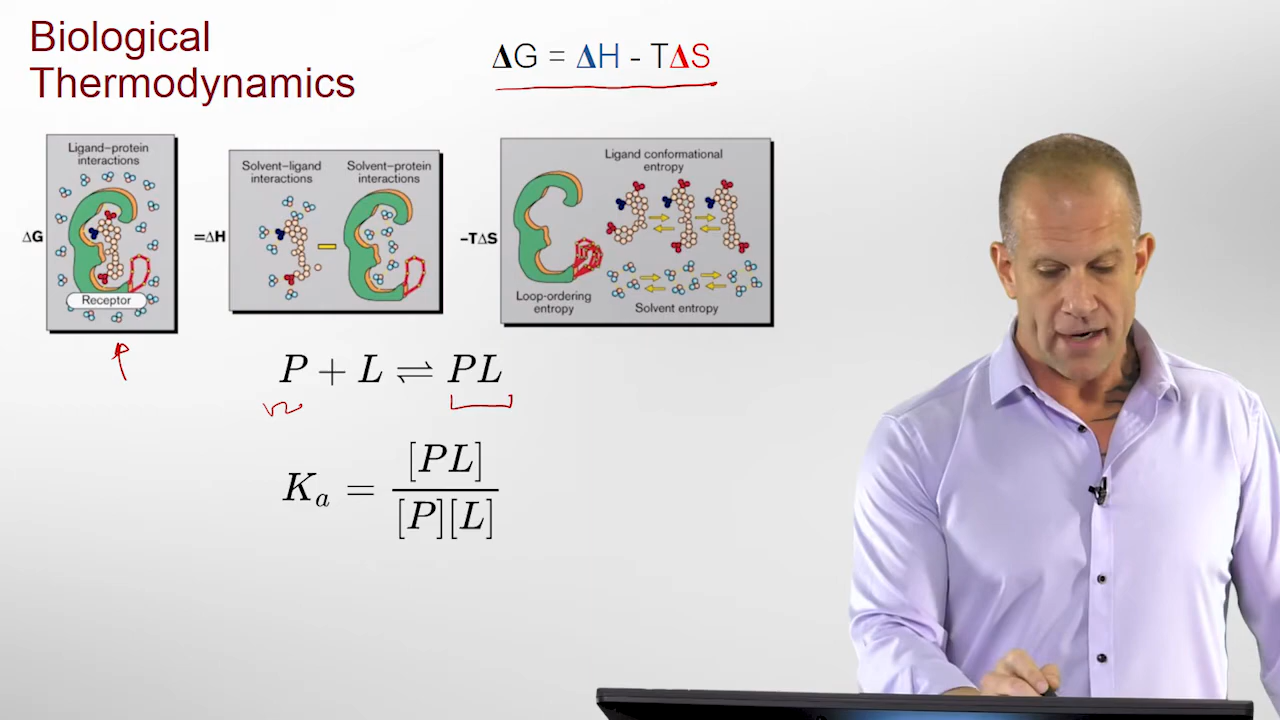 Biological
Thermodynamics
ΔG = ΔH - TΔS
Ligand–protein
interactions
Receptor
ΔG
=ΔH
Solvent–ligand
interactions
Solvent–protein
interactions
–TΔS
Ligand conformational
entropy
Loop-ordering
entropy
Solvent entropy
P + L ⇌ PL
Kₐ = [PL]
[P][L]